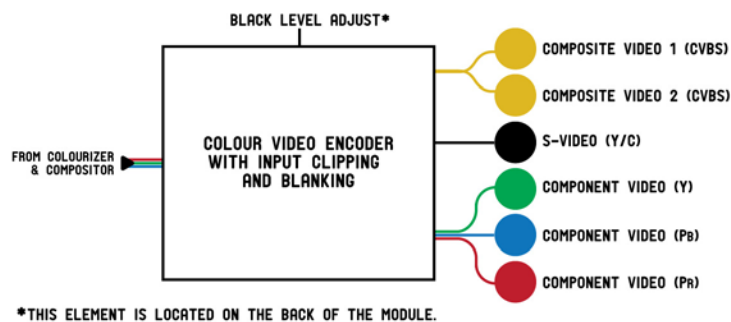 BLACK LEVEL ADJUST*
COMPOSITE VIDEO 1 (CVBS)
COMPOSITE VIDEO 2 (CVBS)
COLOUR VIDEO ENCODER
WITH INPUT CLIPPING
AND BLANKING
S-VIDEO (Y/C)
FROM COLOURIZER
& COMPOSITOR
COMPONENT VIDEO (Y)
COMPONENT VIDEO (PB)
COMPONENT VIDEO (PR)
*THIS ELEMENT IS LOCATED ON THE BACK OF THE MODULE.